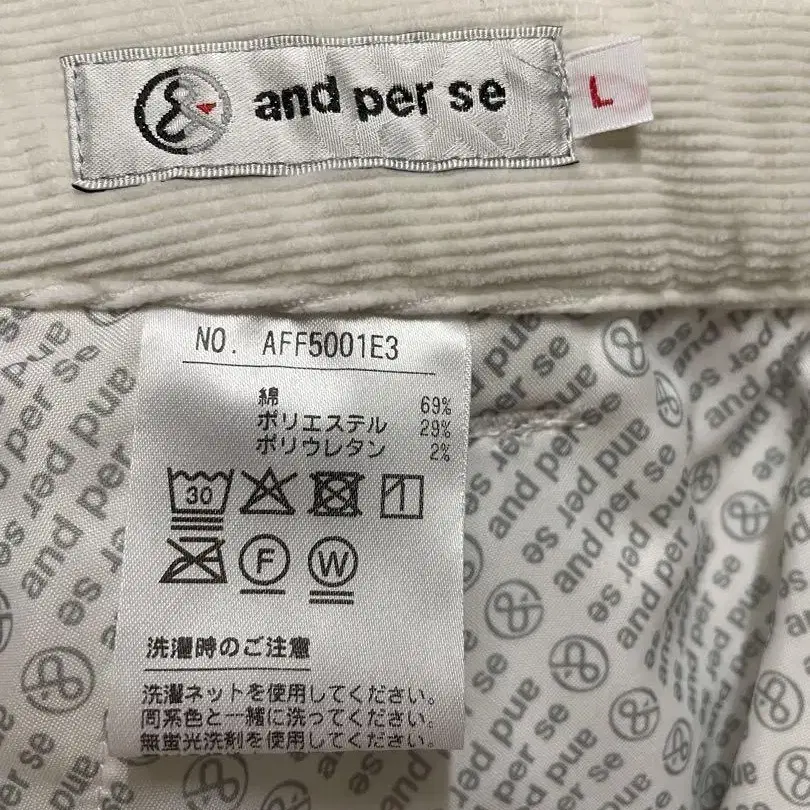 and per se
L
NO. AFF5001E3
綿 69%
ポリエステル 29%
ポリウレタン 2%
30
F W
洗濯時のご注意
洗濯ネットを使用してください。
同系色と一緒に洗ってください。
無蛍光洗剤を使用してください。
and per se